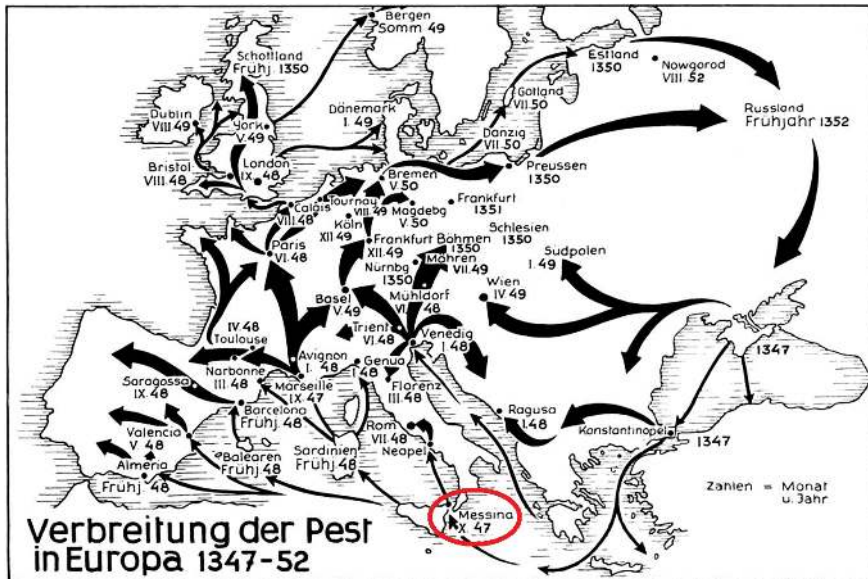 Bergen
Somm 49
Schottland
Frühj. 1350
Estland
1350
Nowgorod
VIII 52
Gotland
VII.50
Dublin
VIII 49
Dänemark
I. 49
York
V.49
Danzig
VII.50
Russland
Frühjahr 1352
Bristol
VIII 48
London
IX 48
Bremen
V.50
Preussen
1350
Calais
VIII 48
Tournay
VIII 49
Magdebg
V.50
Frankfurt
1351
Köln
XII 49
Schlesien
1350
Paris
VI.48
Frankfurt
XII.49
Böhmen
1350
Mähren
VII.49
Südpolen
I. 49
Nürnbg
1350
Basel
V.49
Mühldorf
VI 48
Wien
IV 49
IV.48
Toulouse
Trient
VI.48
Venedig
I.48
1347
Avignon
I. 48
Genua
I 48
Narbonne
III.48
Marseille
IX 47
Florenz
III.48
Saragossa
IX 48
Barcelona
Frühj. 48
Ragusa
I.48
Konstantinopel
1347
Rom
VII 48
Neapel
Valencia
V 48
Balearen
Frühj 48
Sardinien
Frühj. 48
Almeria
Frühj. 48
Zahlen = Monat
u. Jahr
Messina
X. 47
Verbreitung der Pest
in Europa 1347-52